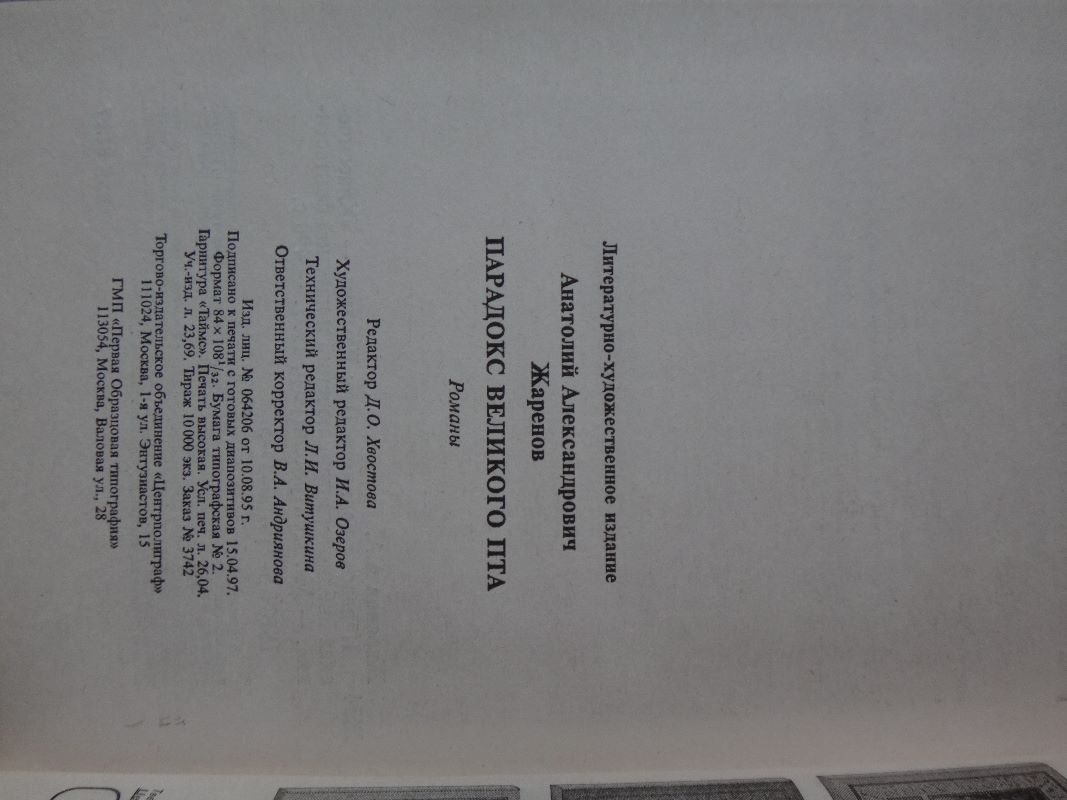 Литературно-художественное издание
Анатолий Александрович
Жаренов
ПАРАДОКС ВЕЛИКОГО ПТА
Романы
Редактор Д.О. Хвостова
Художественный редактор И.А. Озеров
Технический редактор Л.И. Витушкина
Ответственный корректор В.А. Андриянова
Изд. лиц. № 064206 от 10.08.95 г.
Подписано к печати с готовых диапозитивов 15.04.97.
Формат 84 × 108¹/₃₂. Бумага типографская № 2.
Гарнитура «Таймс». Печать высокая. Усл. печ. л. 26,04.
Уч.-изд. л. 23,69. Тираж 10 000 экз. Заказ № 3742
Торгово-издательское объединение «Центрполиграф»
111024, Москва, 1-я ул. Энтузиастов, 15
ГМП «Первая Образцовая типография»
113054, Москва, Валовая ул., 28